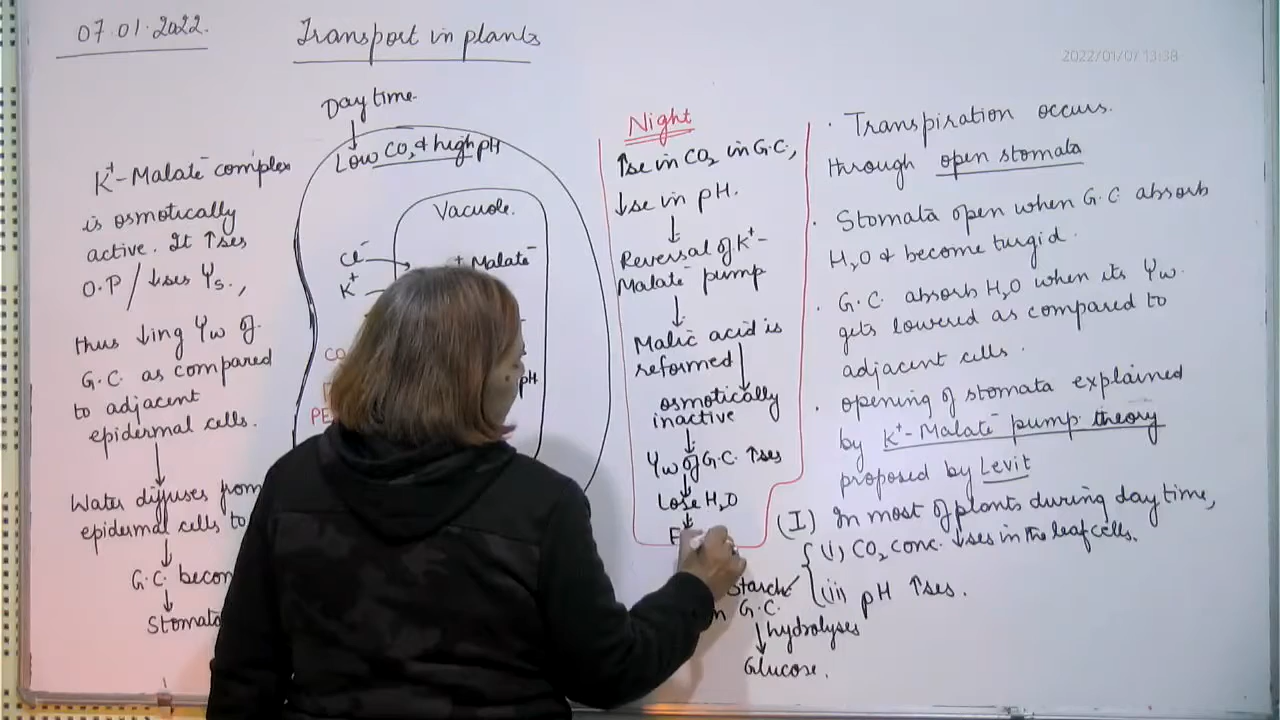 07.01.2022.
Transport in plants
2022/01/07 13:38
K⁺-Malate⁻ complex
is osmotically
active. It ↑ses
O.P / ↓ses Ψs.,
thus ↓ing Ψw of
G.C. as compared
to adjacent
epidermal cells.
Water diffuses from
epidermal cells to
G.C. becom
Stomata
Day time.
Low CO₂ & high pH
Vacuole.
Cl⁻
K⁺
Malate⁻
pH
CO
PE
Night
↑se in CO₂ in G.C.,
↓se in pH.
Reversal of K⁺-
Malate⁻ pump
Malic acid is
reformed
osmotically
inactive
Ψw of G.C. ↑ses
Lose H₂O
F
· Transpiration occurs.
through open stomata
· Stomata open when G.C absorb
H₂O & become turgid.
· G.C. absorb H₂O when its Ψw.
gets lowered as compared to
adjacent cells.
· opening of stomata explained
by K⁺-Malate⁻ pump theory
proposed by Levit
(I) In most of plants during day time,
(i) CO₂ conc. ↓ses in the leaf cells.
(ii) pH ↑ses.
Starch
n G.C.
hydrolyses
Glucose.